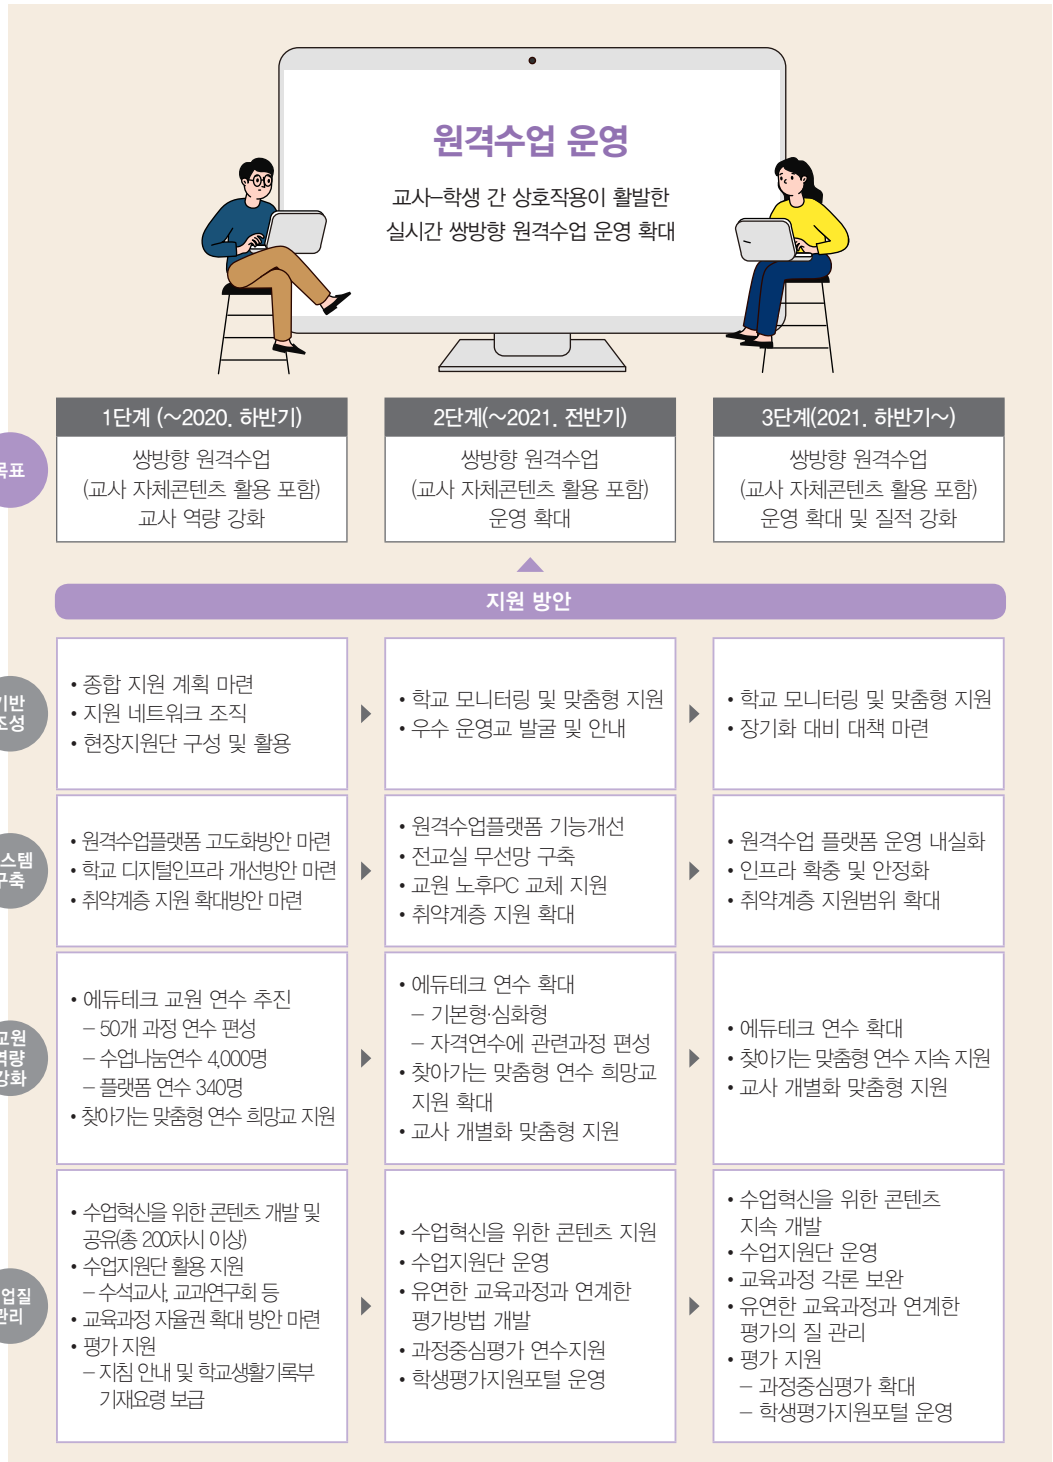 원격수업 운영
교사-학생 간 상호작용이 활발한
실시간 쌍방향 원격수업 운영 확대
1단계 (~2020. 하반기)
2단계(~2021. 전반기)
3단계(2021. 하반기~)
목표
쌍방향 원격수업
(교사 자체콘텐츠 활용 포함)
교사 역량 강화
쌍방향 원격수업
(교사 자체콘텐츠 활용 포함)
운영 확대
쌍방향 원격수업
(교사 자체콘텐츠 활용 포함)
운영 확대 및 질적 강화
지원 방안
기반
조성
• 종합 지원 계획 마련
• 지원 네트워크 조직
• 현장지원단 구성 및 활용
• 학교 모니터링 및 맞춤형 지원
• 우수 운영교 발굴 및 안내
• 학교 모니터링 및 맞춤형 지원
• 장기화 대비 대책 마련
스템
구축
• 원격수업플랫폼 고도화방안 마련
• 학교 디지털인프라 개선방안 마련
• 취약계층 지원 확대방안 마련
• 원격수업플랫폼 기능개선
• 전교실 무선망 구축
• 교원 노후PC 교체 지원
• 취약계층 지원 확대
• 원격수업 플랫폼 운영 내실화
• 인프라 확충 및 안정화
• 취약계층 지원범위 확대
교원
역량
강화
• 에듀테크 교원 연수 추진
– 50개 과정 연수 편성
– 수업나눔연수 4,000명
– 플랫폼 연수 340명
• 찾아가는 맞춤형 연수 희망교 지원
• 에듀테크 연수 확대
– 기본형·심화형
– 자격연수에 관련과정 편성
• 찾아가는 맞춤형 연수 희망교
지원 확대
• 교사 개별화 맞춤형 지원
• 에듀테크 연수 확대
• 찾아가는 맞춤형 연수 지속 지원
• 교사 개별화 맞춤형 지원
업질
관리
• 수업혁신을 위한 콘텐츠 개발 및
공유(총 200차시 이상)
• 수업지원단 활용 지원
– 수석교사, 교과연구회 등
• 교육과정 자율권 확대 방안 마련
• 평가 지원
– 지침 안내 및 학교생활기록부
기재요령 보급
• 수업혁신을 위한 콘텐츠 지원
• 수업지원단 운영
• 유연한 교육과정과 연계한
평가방법 개발
• 과정중심평가 연수지원
• 학생평가지원포털 운영
• 수업혁신을 위한 콘텐츠
지속 개발
• 수업지원단 운영
• 교육과정 각론 보완
• 유연한 교육과정과 연계한
평가의 질 관리
• 평가 지원
– 과정중심평가 확대
– 학생평가지원포털 운영